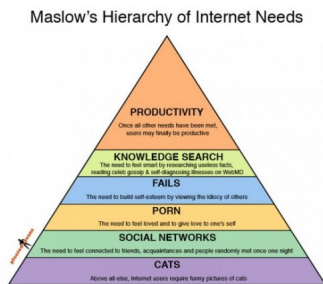 Maslow's Hierarchy of Internet Needs
PRODUCTIVITY
Once all other needs have been met,
users may finally be productive
KNOWLEDGE SEARCH
The need to feel smart by researching useless facts,
reading celeb gossip & self-diagnosing illnesses on WebMD
FAILS
The need to build self-esteem by viewing the idiocy of others
PORN
The need to feel loved and to give love to one's self
SOCIAL NETWORKS
The need to feel connected to friends, acquaintances and people randomly met once one night
CATS
Above all else, Internet users require funny pictures of cats